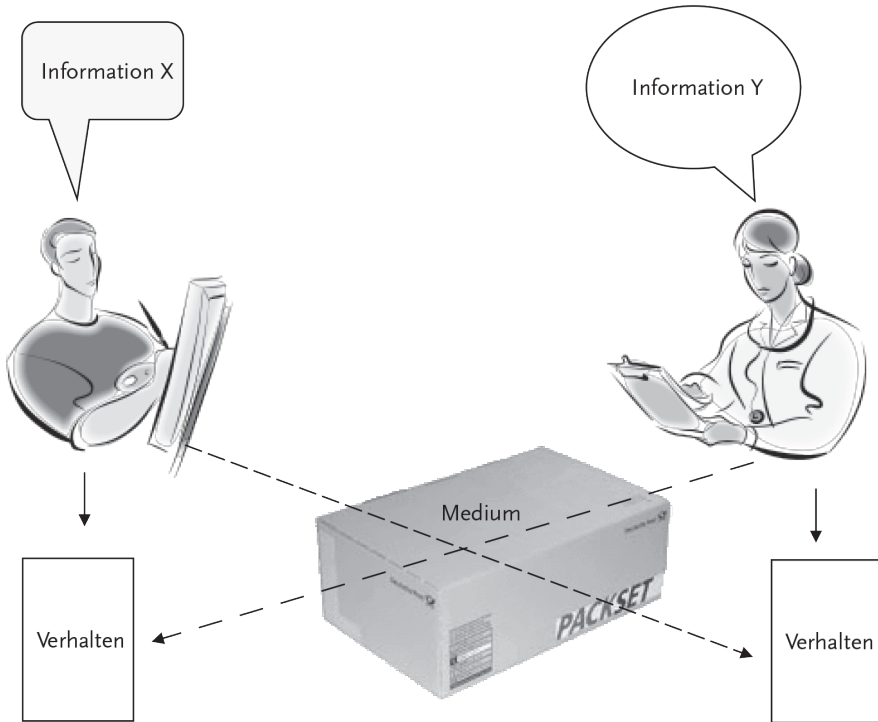 Information X
Information Y
Medium
PACKSET
Verhalten
Verhalten